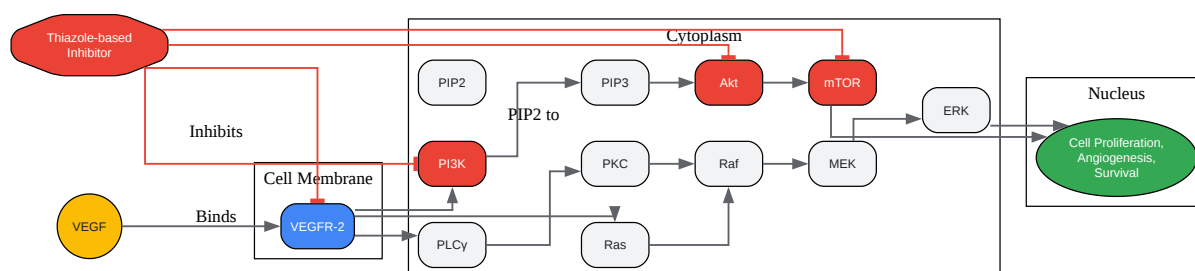 Thiazole-based
Inhibitor
Cytoplasm
PIP2
PIP3
Akt
mTOR
ERK
Nucleus
PIP2 to
Inhibits
Cell Proliferation,
Angiogenesis,
Survival
PI3K
PKC
Raf
MEK
Cell Membrane
VEGF
Binds
VEGFR-2
PLCγ
Ras